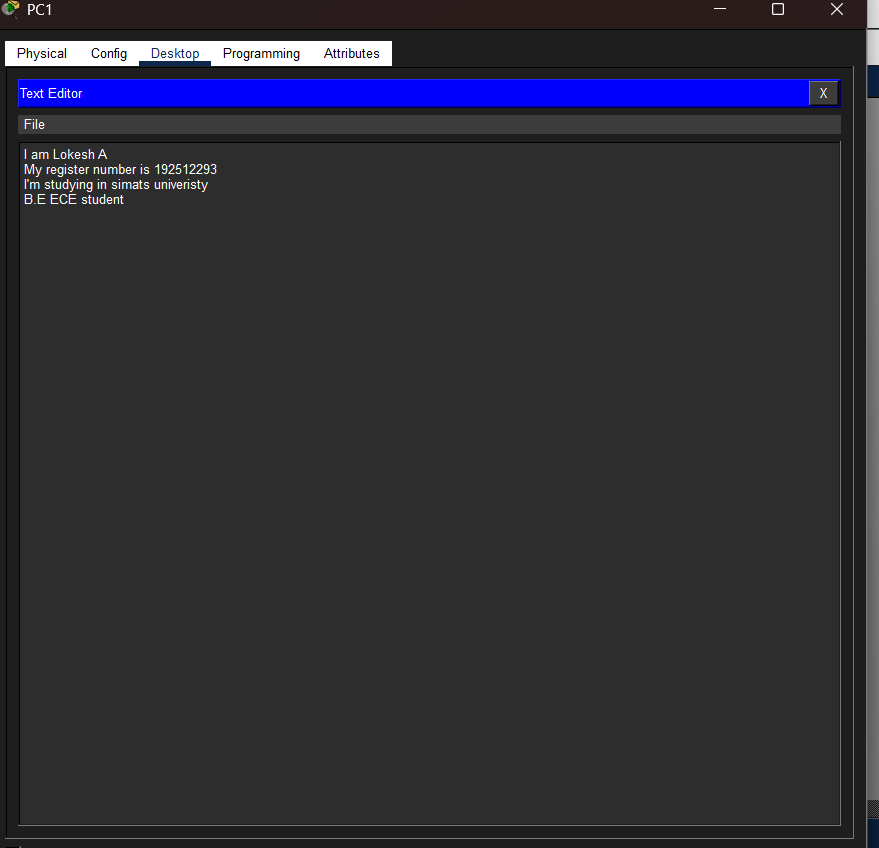 PC1
Physical Config Desktop Programming Attributes
Text Editor X
File
I am Lokesh A
My register number is 192512293
I'm studying in simats univeristy
B.E ECE student